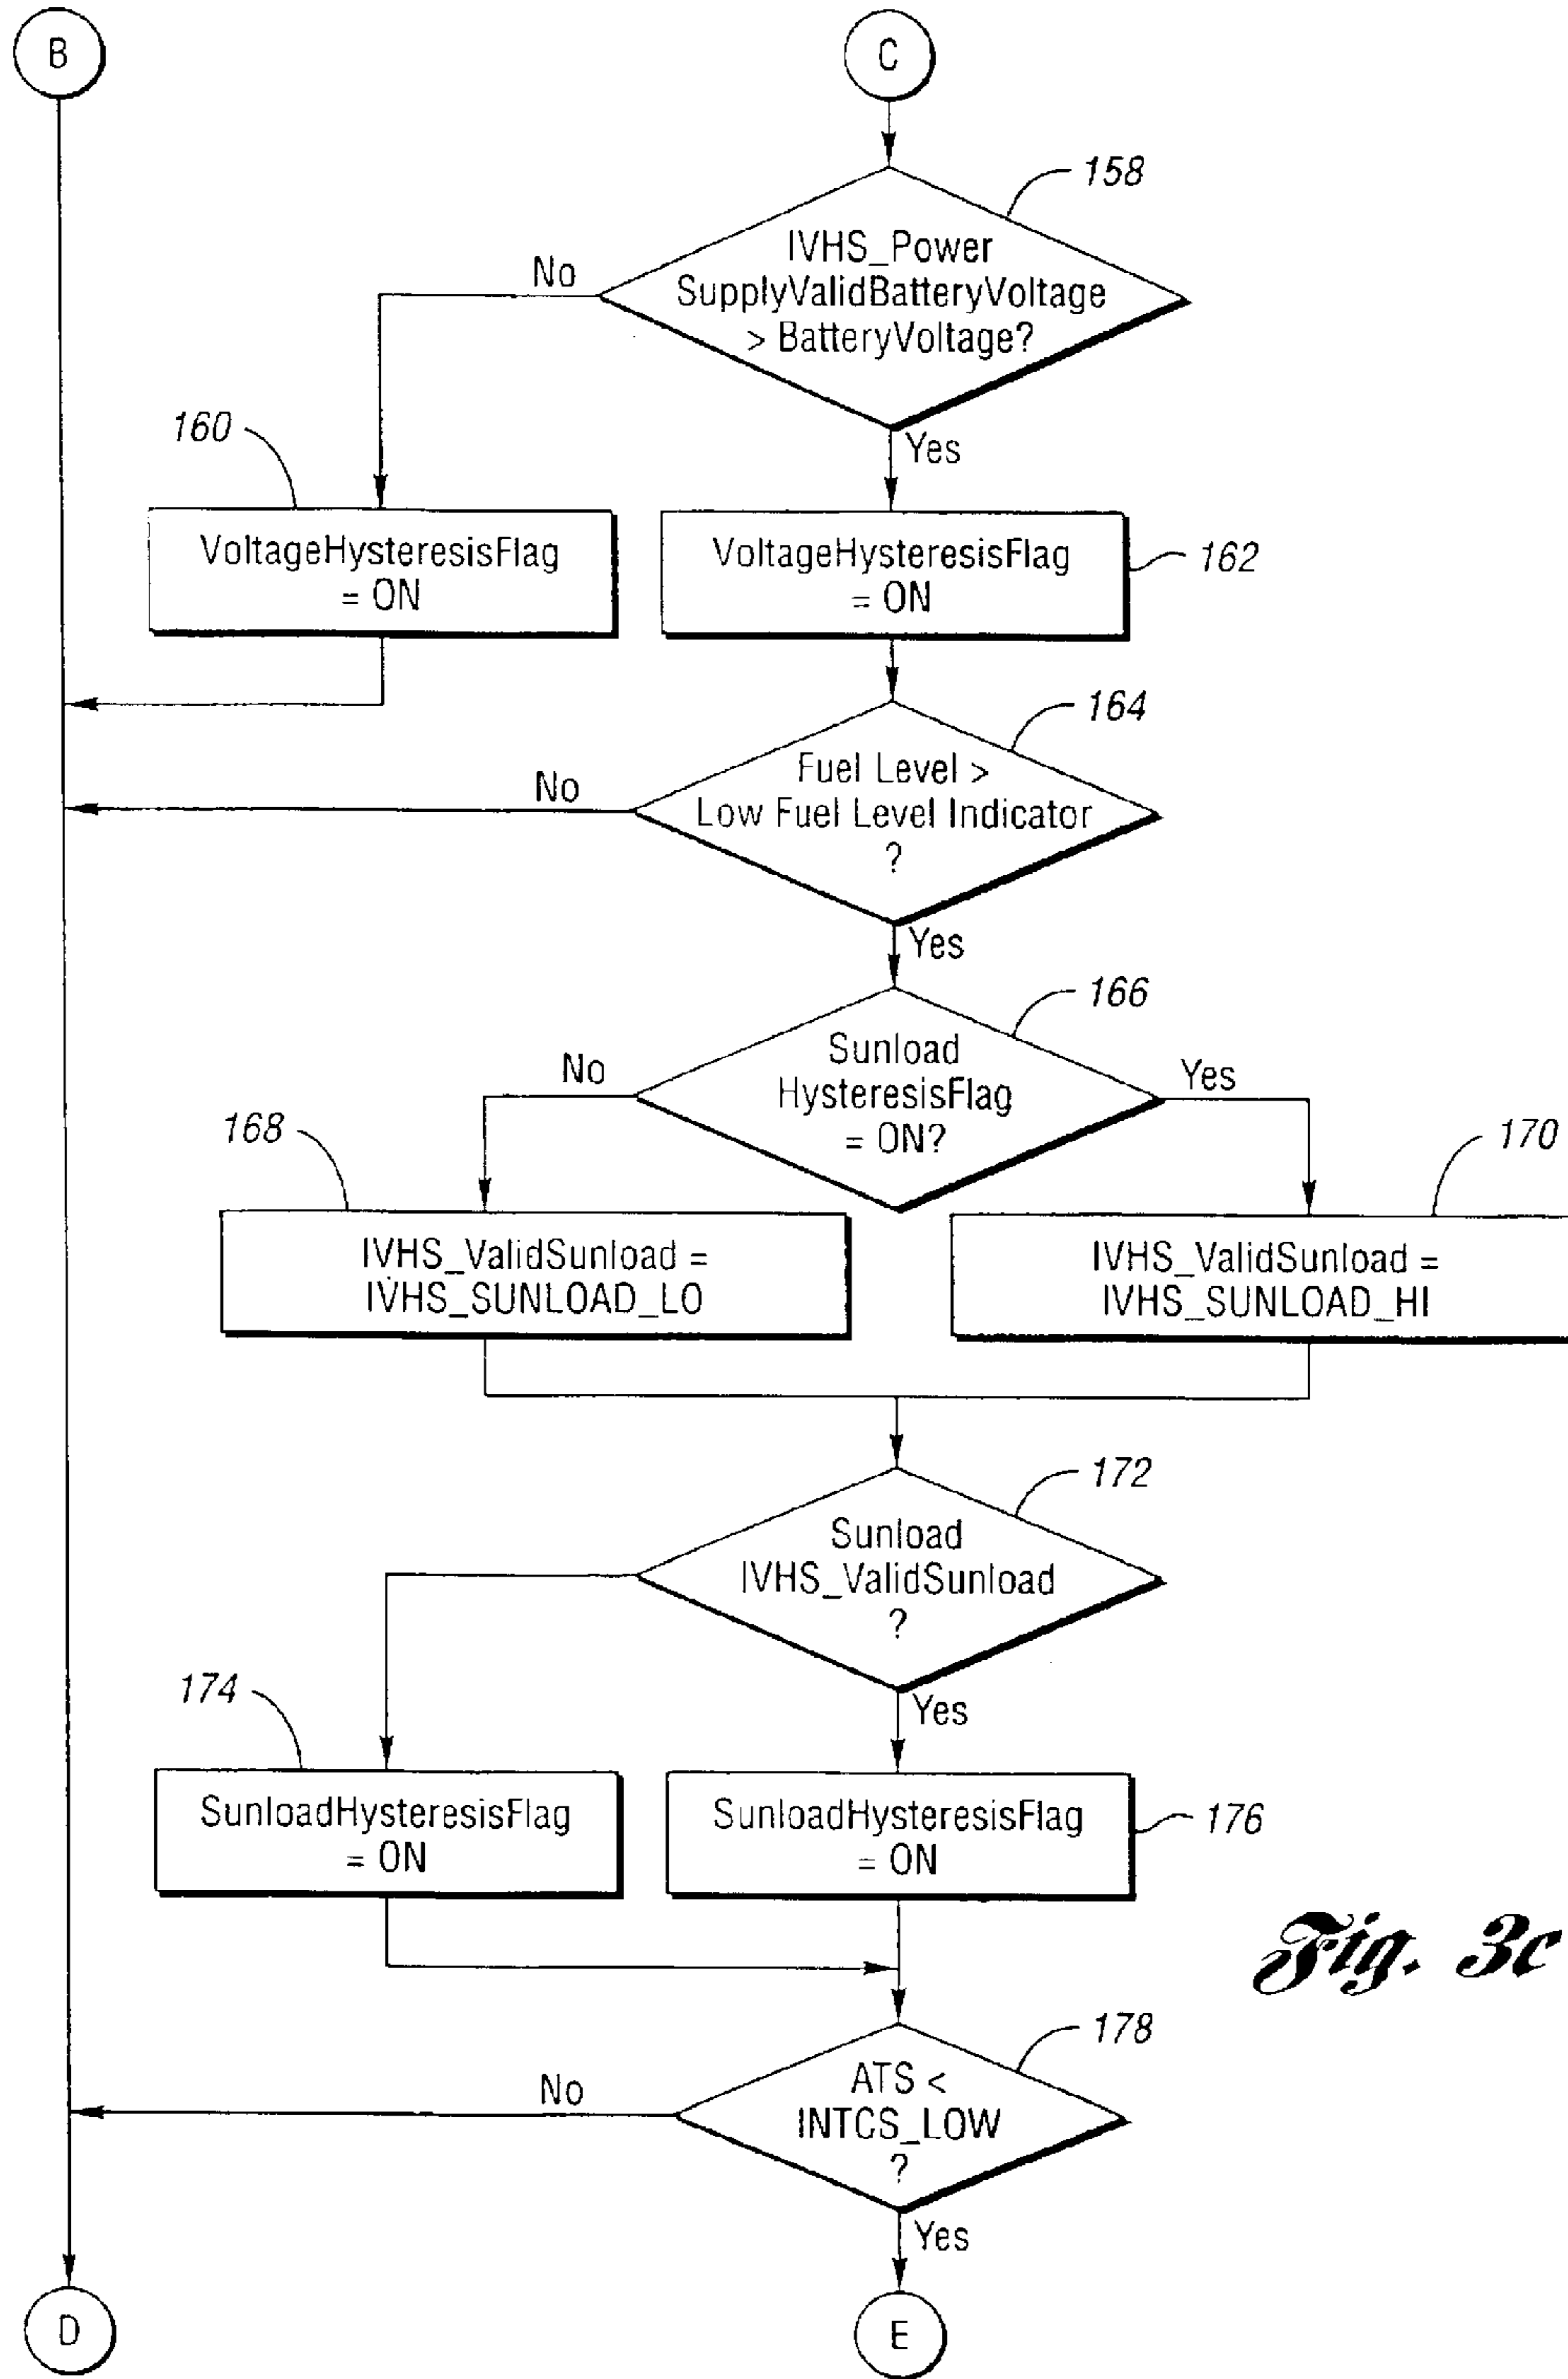 B
C
158
IVHS_Power
SupplyValidBatteryVoltage
> BatteryVoltage?
No
Yes
160
VoltageHysteresisFlag
= ON
VoltageHysteresisFlag
= ON
162
164
Fuel Level >
Low Fuel Level Indicator
?
No
Yes
166
Sunload
HysteresisFlag
= ON?
No
Yes
168
170
IVHS_ValidSunload =
IVHS_SUNLOAD_LO
IVHS_ValidSunload =
IVHS_SUNLOAD_HI
172
Sunload
IVHS_ValidSunload
?
Yes
174
SunloadHysteresisFlag
= ON
SunloadHysteresisFlag
= ON
176
Fig. 3c
178
ATS <
INTCS_LOW
?
No
Yes
D
E